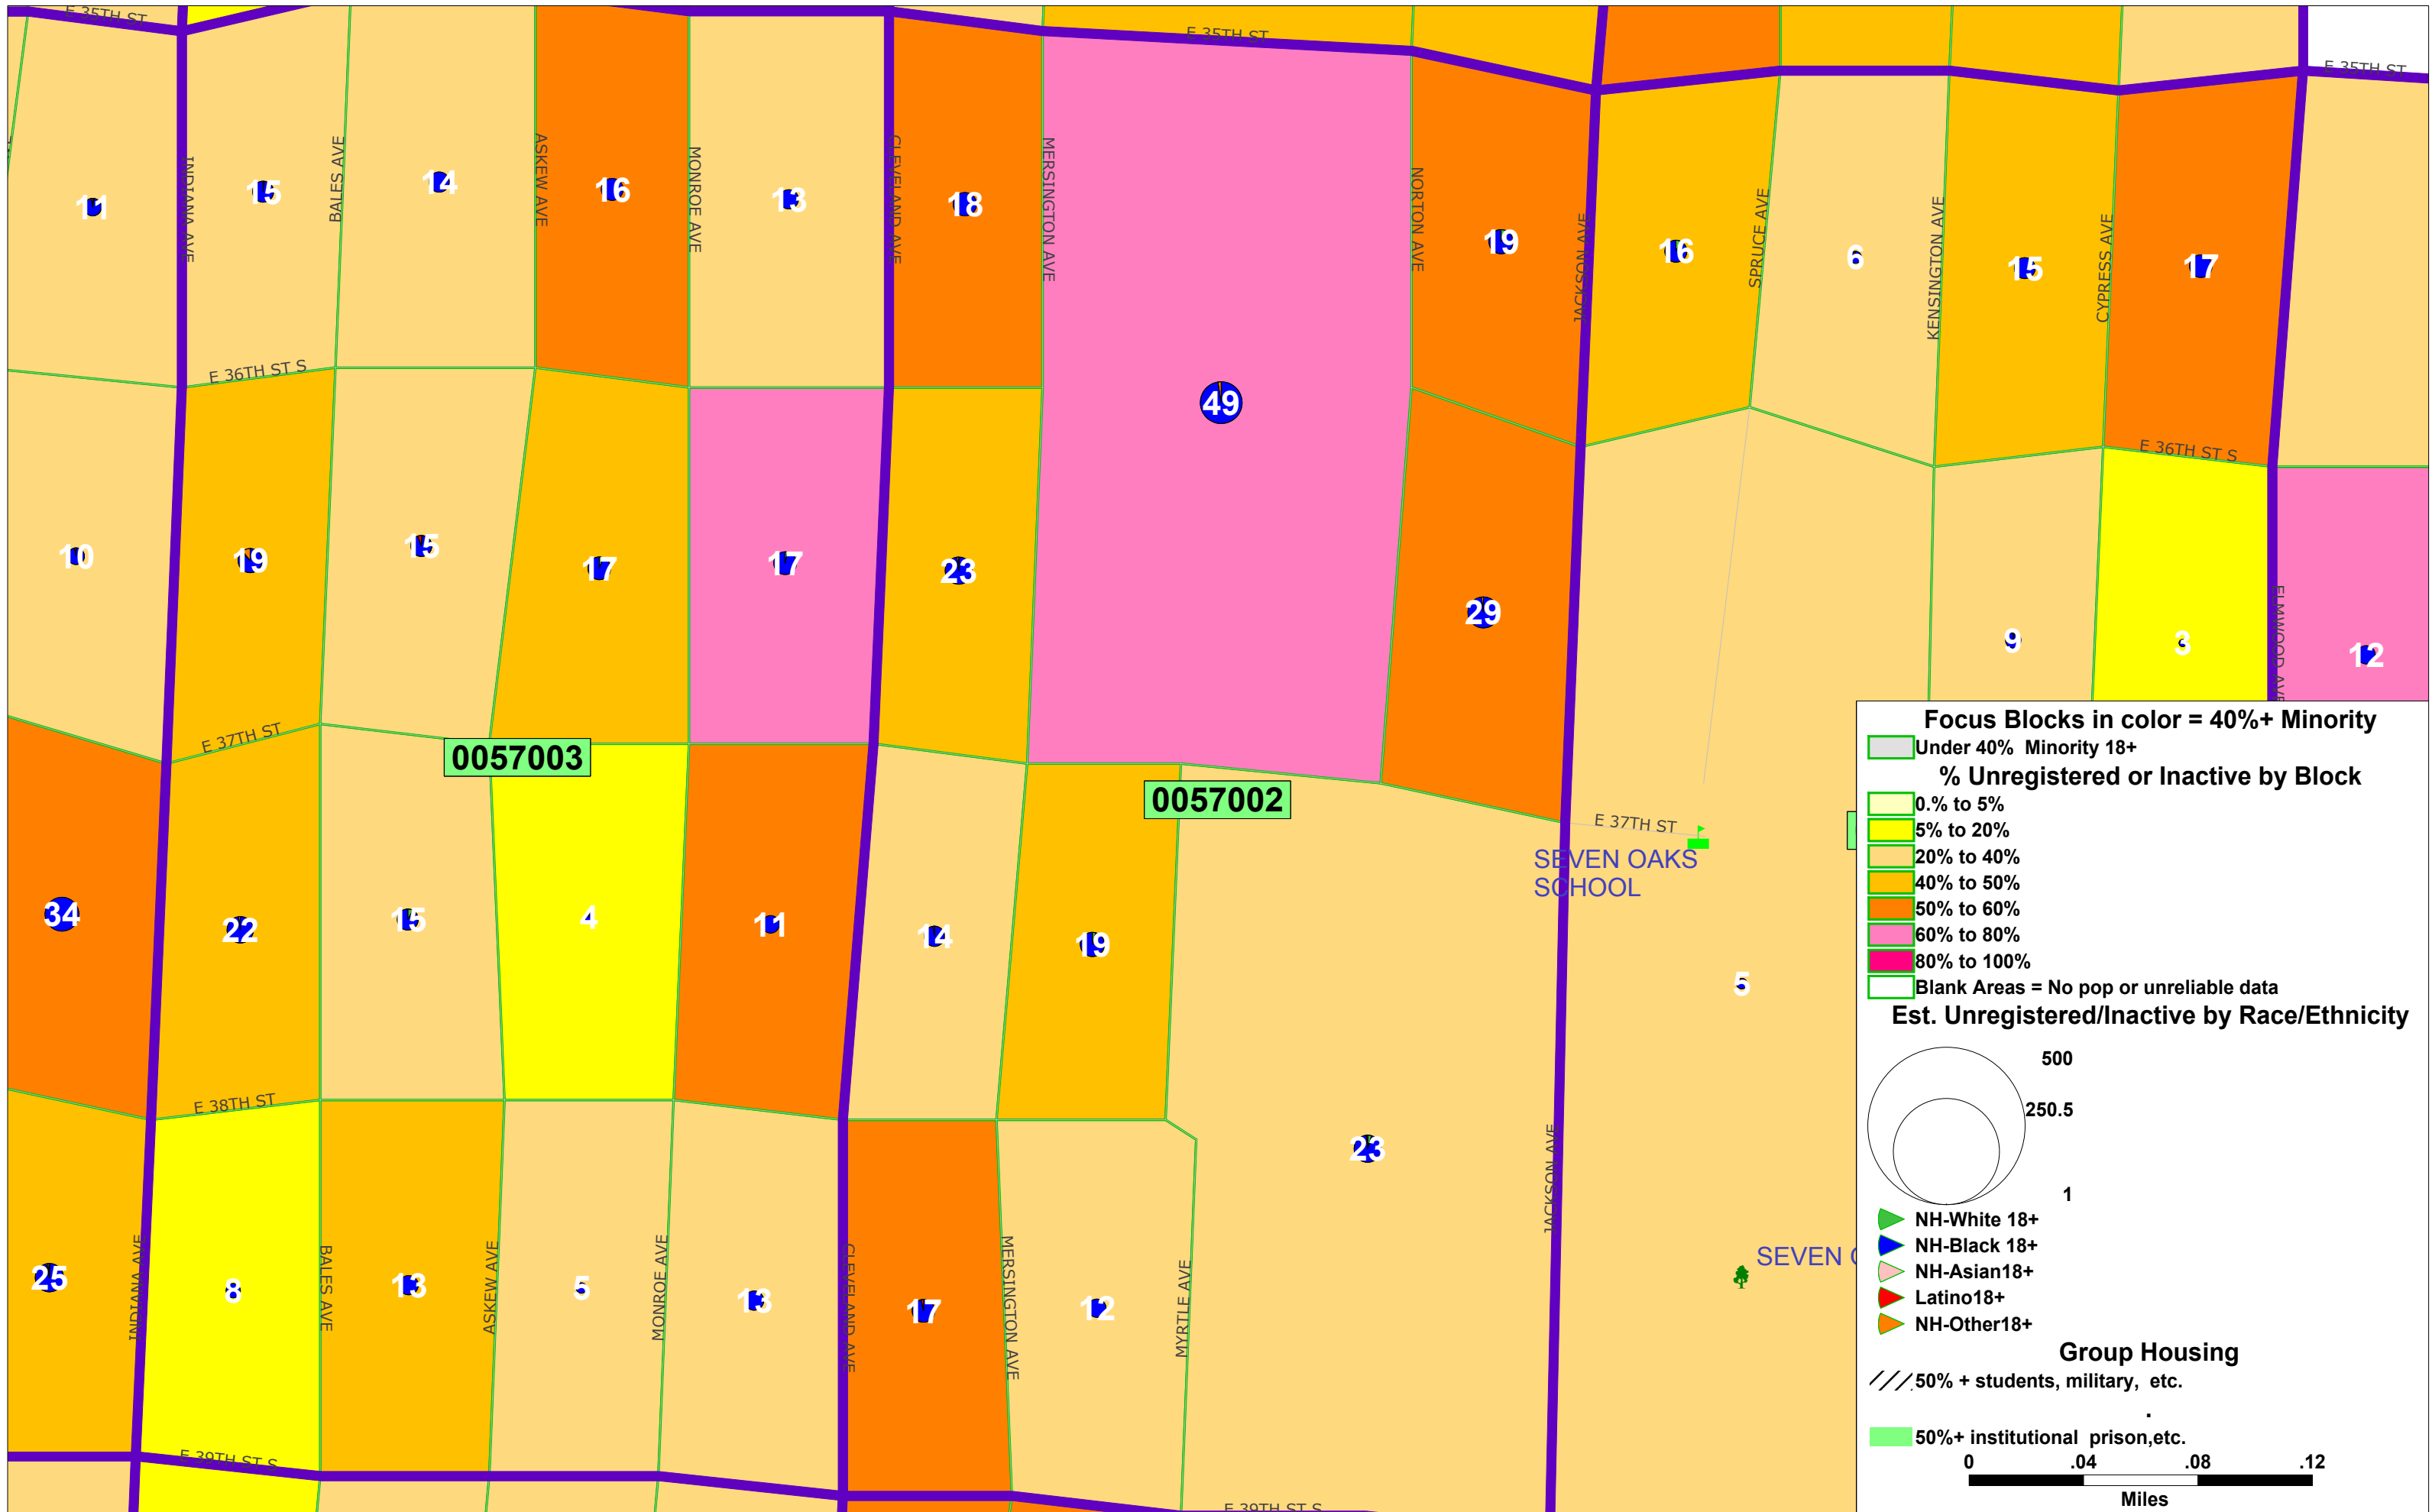 E 35TH ST
E 35TH ST
E 35TH ST
INDIANA AVE
BALES AVE
ASKEW AVE
MONROE AVE
CLEVELAND AVE
MERSINGTON AVE
NORTON AVE
JACKSON AVE
SPRUCE AVE
KENSINGTON AVE
CYPRESS AVE
11
15
14
16
13
18
49
19
16
6
15
17
E 36TH ST S
E 36TH ST S
10
19
15
17
17
23
29
9
3
12
ELMWOOD AVE
E 37TH ST
0057003
0057002
E 37TH ST
SEVEN OAKS
SCHOOL
34
22
15
4
11
14
19
5
E 38TH ST
23
JACKSON AVE
SEVEN
25
8
13
5
13
17
12
INDIANA AVE
BALES AVE
ASKEW AVE
MONROE AVE
CLEVELAND AVE
MERSINGTON AVE
MYRTLE AVE
E 39TH ST S
E 39TH ST S
Focus Blocks in color = 40%+ Minority
Under 40% Minority 18+
% Unregistered or Inactive by Block
0.% to 5%
5% to 20%
20% to 40%
40% to 50%
50% to 60%
60% to 80%
80% to 100%
Blank Areas = No pop or unreliable data
Est. Unregistered/Inactive by Race/Ethnicity
500
250.5
1
NH-White 18+
NH-Black 18+
NH-Asian18+
Latino18+
NH-Other18+
Group Housing
50% + students, military, etc.
.
50%+ institutional prison,etc.
0 .04 .08 .12
Miles